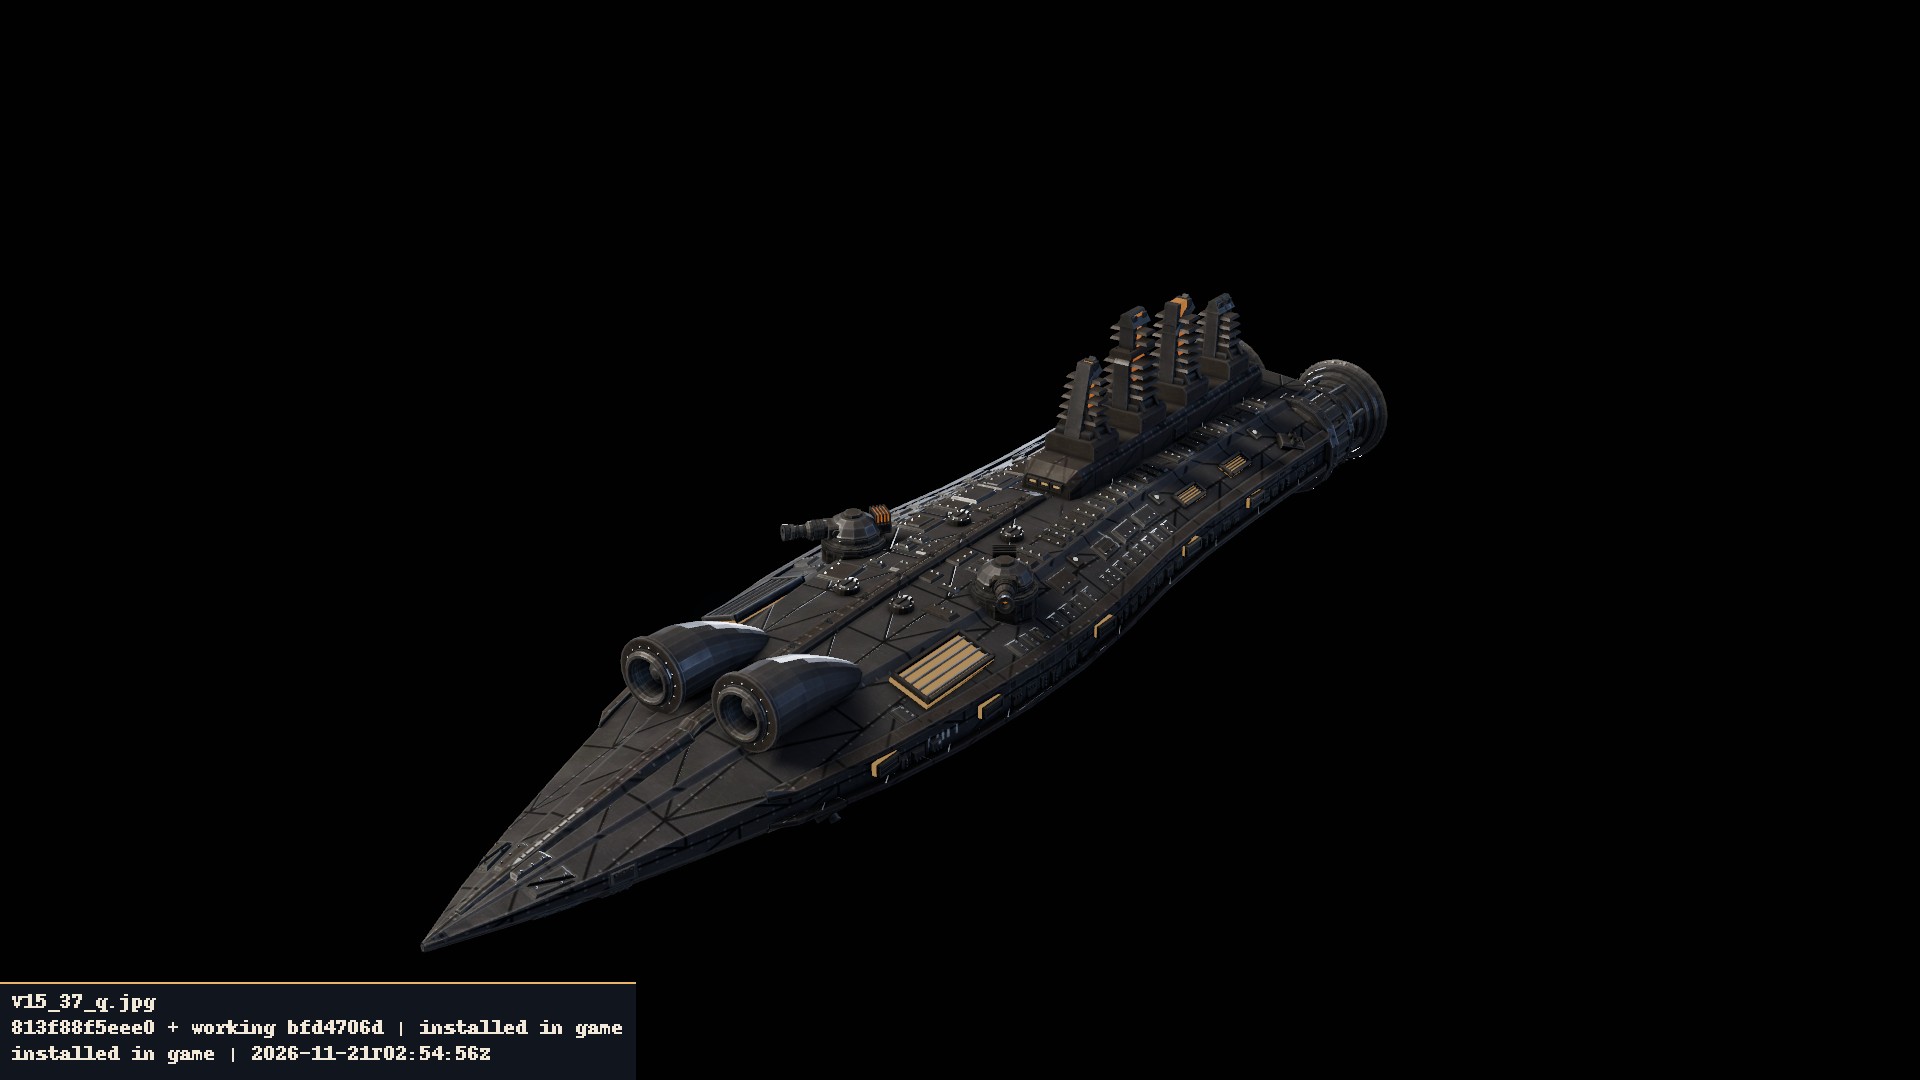 v15_37_q.jpg
813f88f5eee0 + working bfd4706d | installed in game
installed in game | 2026-11-21T02:54:56z